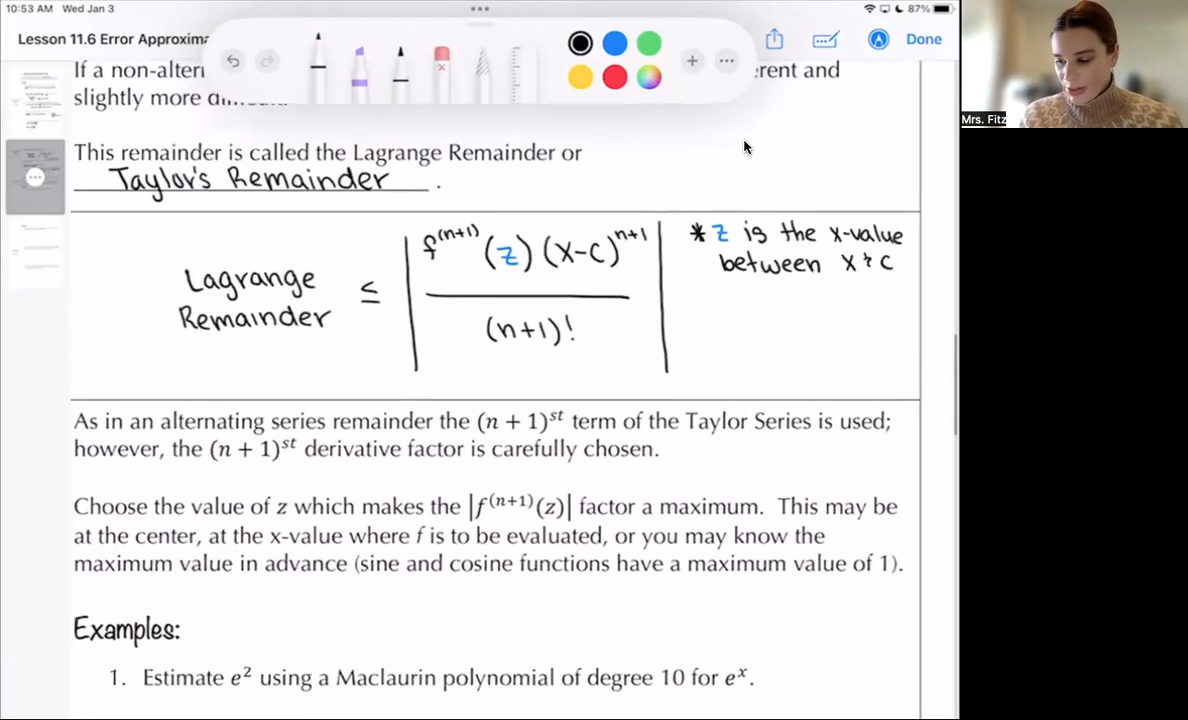 10:53 AM Wed Jan 3
87%
Lesson 11.6 Error Approxima
Done
If a non-alteri rent and
slightly more
Mrs. Fitz
This remainder is called the Lagrange Remainder or
Taylor's Remainder .
Lagrange Remainder ≤ | f^(n+1) (z) (x-c)^n+1 / (n+1)! |
* z is the x-value
between x & c
As in an alternating series remainder the (n + 1)^st term of the Taylor Series is used;
however, the (n + 1)^st derivative factor is carefully chosen.
Choose the value of z which makes the |f^(n+1)(z)| factor a maximum. This may be
at the center, at the x-value where f is to be evaluated, or you may know the
maximum value in advance (sine and cosine functions have a maximum value of 1).
Examples:
1. Estimate e² using a Maclaurin polynomial of degree 10 for eˣ.